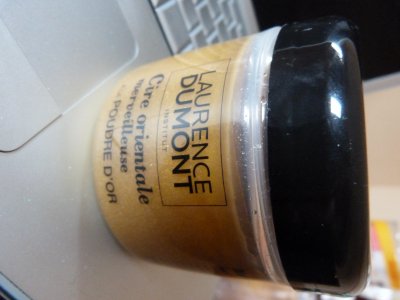 LAURENCE
DUMONT
INSTITUT
Cire orientale
merveilleuse
POUDRE D'OR